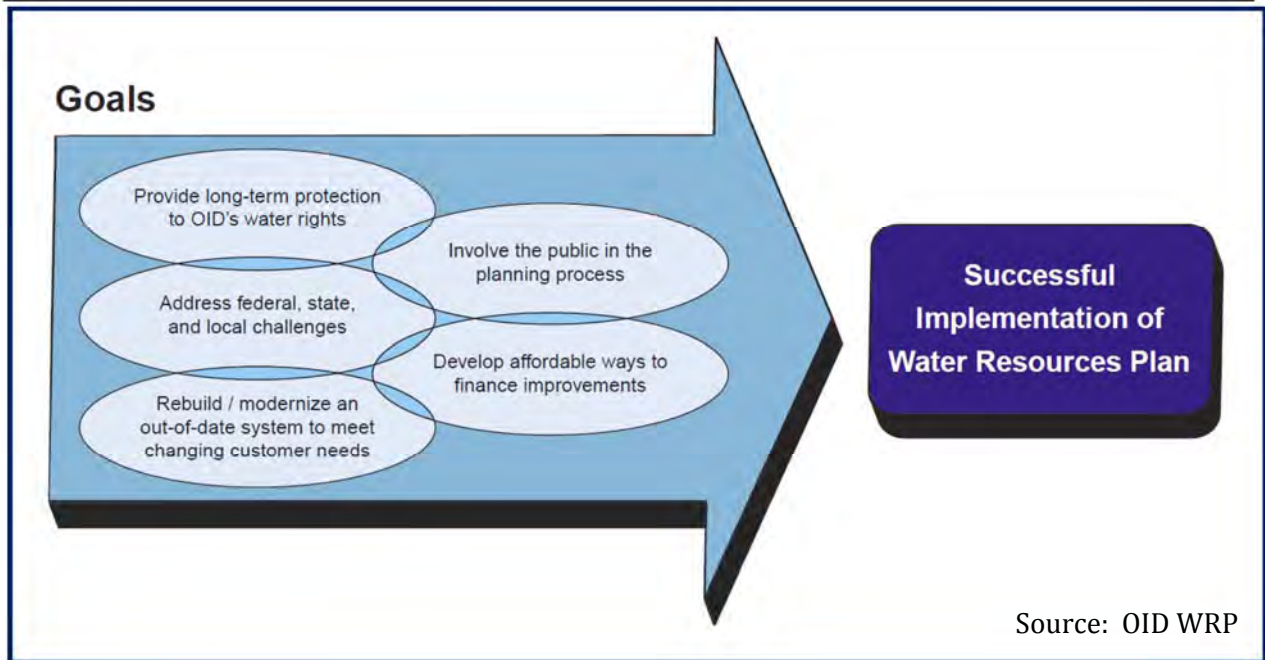 Goals
Provide long-term protection
to OID's water rights
Involve the public in the
planning process
Address federal, state,
and local challenges
Develop affordable ways to
finance improvements
Rebuild / modernize an
out-of-date system to meet
changing customer needs
Successful
Implementation of
Water Resources Plan
Source: OID WRP